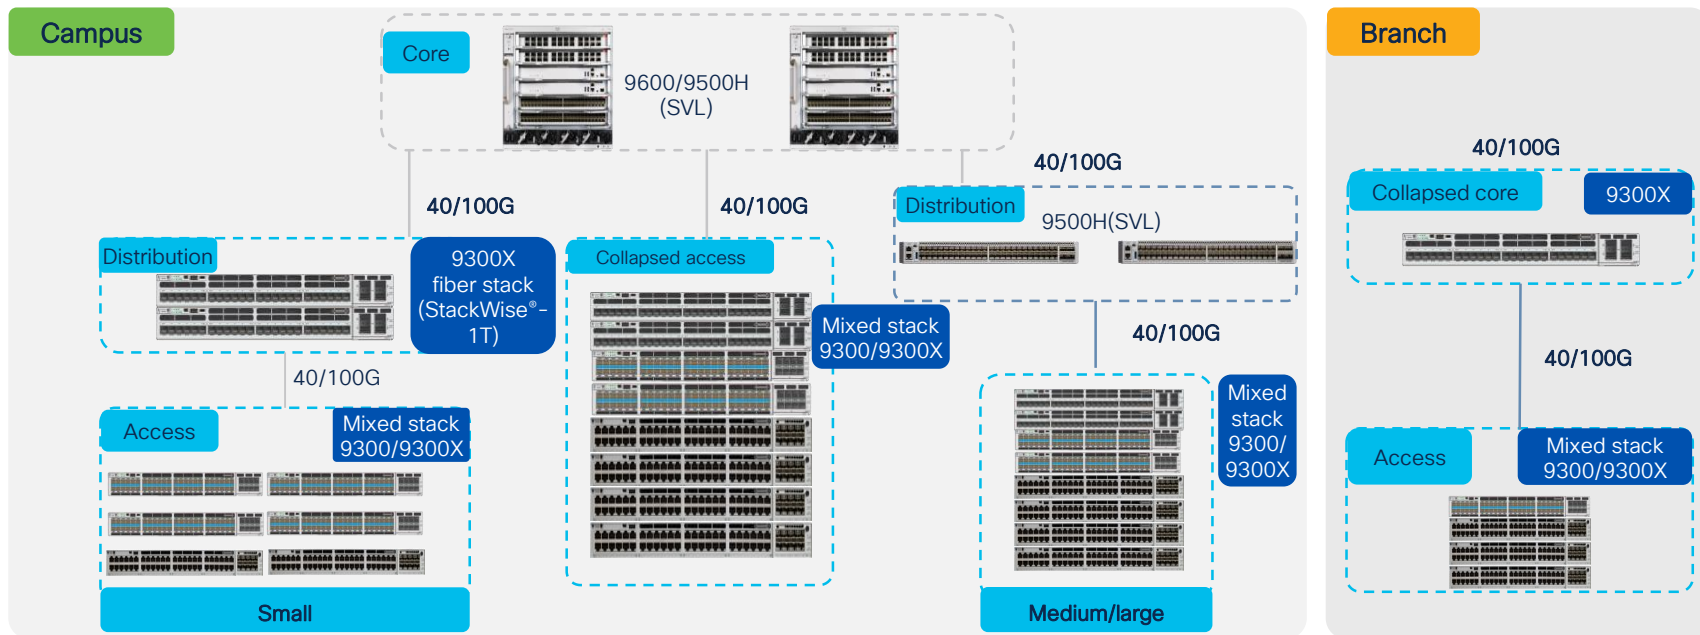 Campus
Core
9600/9500H
(SVL)
40/100G
40/100G
40/100G
Distribution
9300X
fiber stack
(StackWise®-
1T)
40/100G
Access
Mixed stack
9300/9300X
Small
Collapsed access
Mixed stack
9300/9300X
Distribution
9500H(SVL)
40/100G
Mixed
stack
9300/
9300X
Medium/large
Branch
40/100G
Collapsed core
9300X
40/100G
Access
Mixed stack
9300/9300X